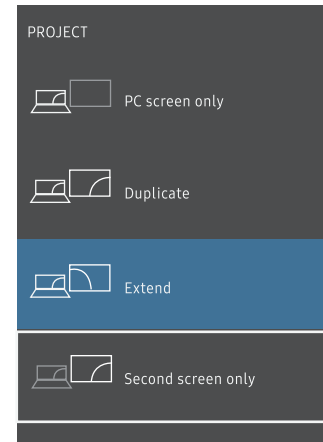 PROJECT
PC screen only
Duplicate
Extend
Second screen only